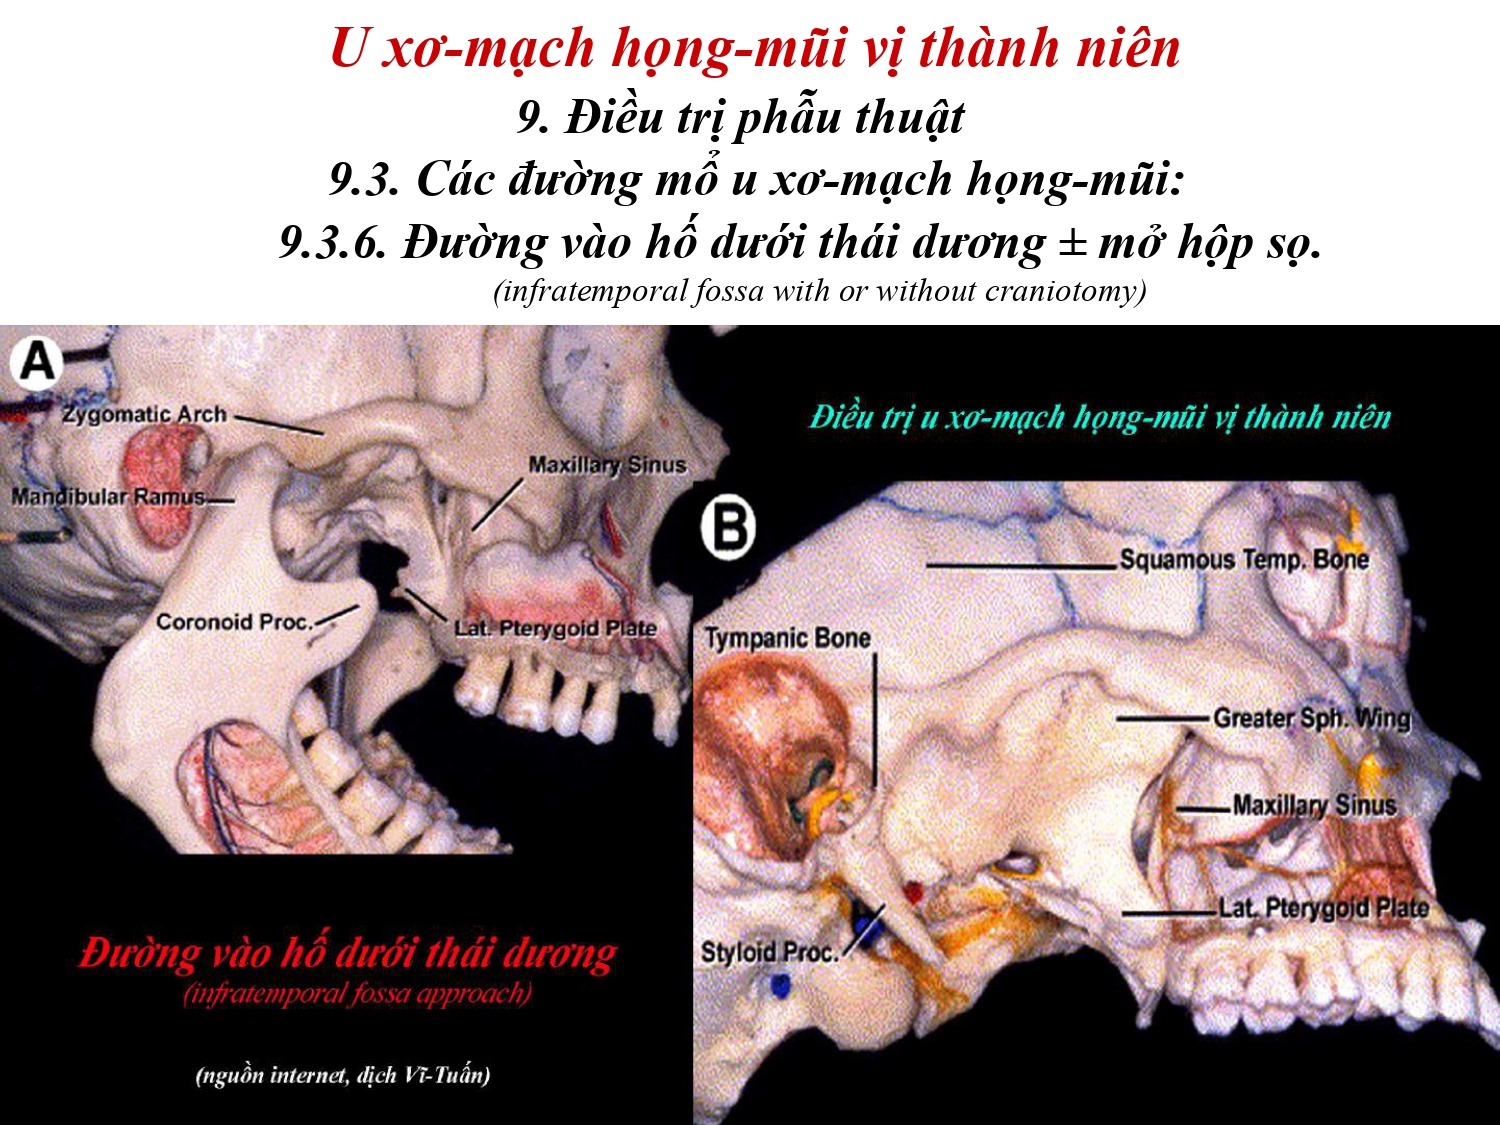 U xơ-mạch họng-mũi vị thành niên
9. Điều trị phẫu thuật
9.3. Các đường mổ u xơ-mạch họng-mũi:
9.3.6. Đường vào hố dưới thái dương ± mở hộp sọ.
(infratemporal fossa with or without craniotomy)
A
Zygomatic Arch
Maxillary Sinus
Mandibular Ramus
Coronoid Proc.
Lat. Pterygoid Plate
Điều trị u xơ-mạch họng-mũi vị thành niên
B
Squamous Temp. Bone
Tympanic Bone
Greater Sph. Wing
Maxillary Sinus
Lat. Pterygoid Plate
Styloid Proc.
Đường vào hố dưới thái dương
(infratemporal fossa approach)
(nguồn internet, dịch Vĩ-Tuấn)